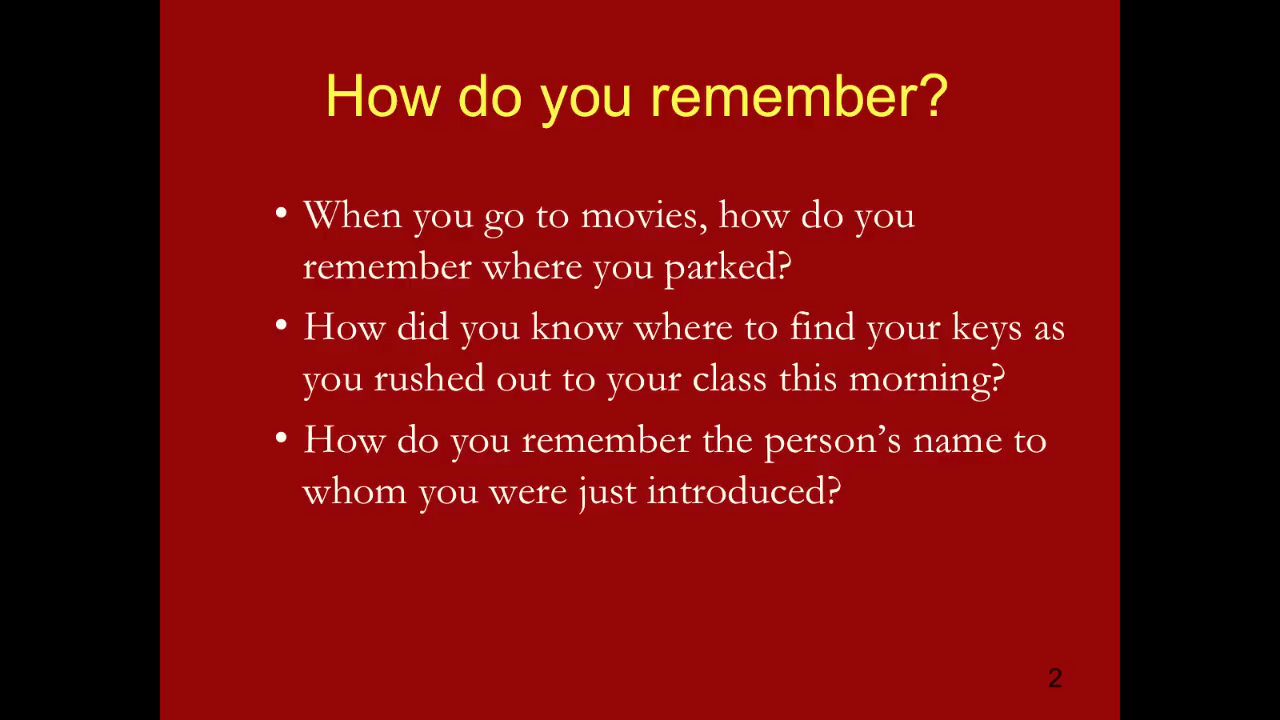 How do you remember?
• When you go to movies, how do you
remember where you parked?
• How did you know where to find your keys as
you rushed out to your class this morning?
• How do you remember the person’s name to
whom you were just introduced?
2